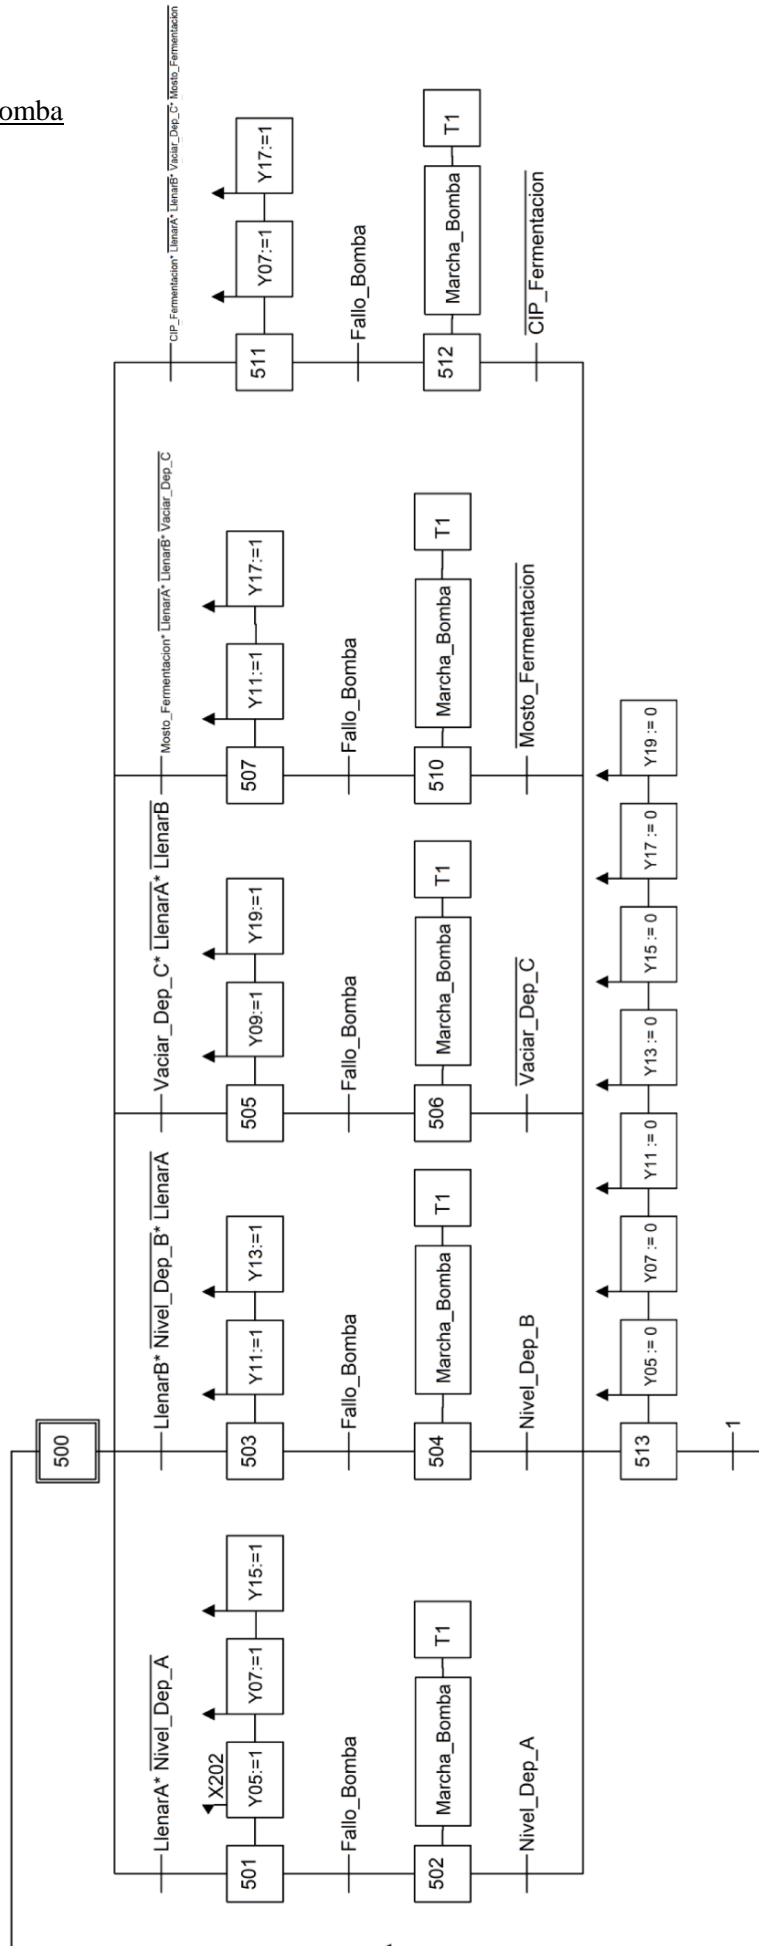 omba
500
LlenarA* Nivel_Dep_A
LlenarB* Nivel_Dep_B* LlenarA
Vaciar_Dep_C* LlenarA* LlenarB
Mosto_Fermentacion* LlenarA* LlenarB* Vaciar_Dep_C
CIP_Fermentacion* LlenarA* LlenarB* Vaciar_Dep_C* Mosto_Fermentacion
X202
501 Y05:=1 Y07:=1 Y15:=1
503 Y11:=1 Y13:=1
505 Y09:=1 Y19:=1
507 Y11:=1 Y17:=1
511 Y07:=1 Y17:=1
Fallo_Bomba
Fallo_Bomba
Fallo_Bomba
Fallo_Bomba
Fallo_Bomba
502 Marcha_Bomba T1
504 Marcha_Bomba T1
506 Marcha_Bomba T1
510 Marcha_Bomba T1
512 Marcha_Bomba T1
Nivel_Dep_A
Nivel_Dep_B
Vaciar_Dep_C
Mosto_Fermentacion
CIP_Fermentacion
513 Y05 := 0 Y07 := 0 Y11 := 0 Y13 := 0 Y15 := 0 Y17 := 0 Y19 := 0
1